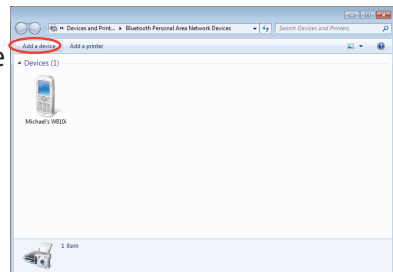 Devices and Print... Bluetooth Personal Area Network Devices
Search Devices and Printers
Add a device
Add a printer
e
Devices (1)
Michael's W810i
1 item